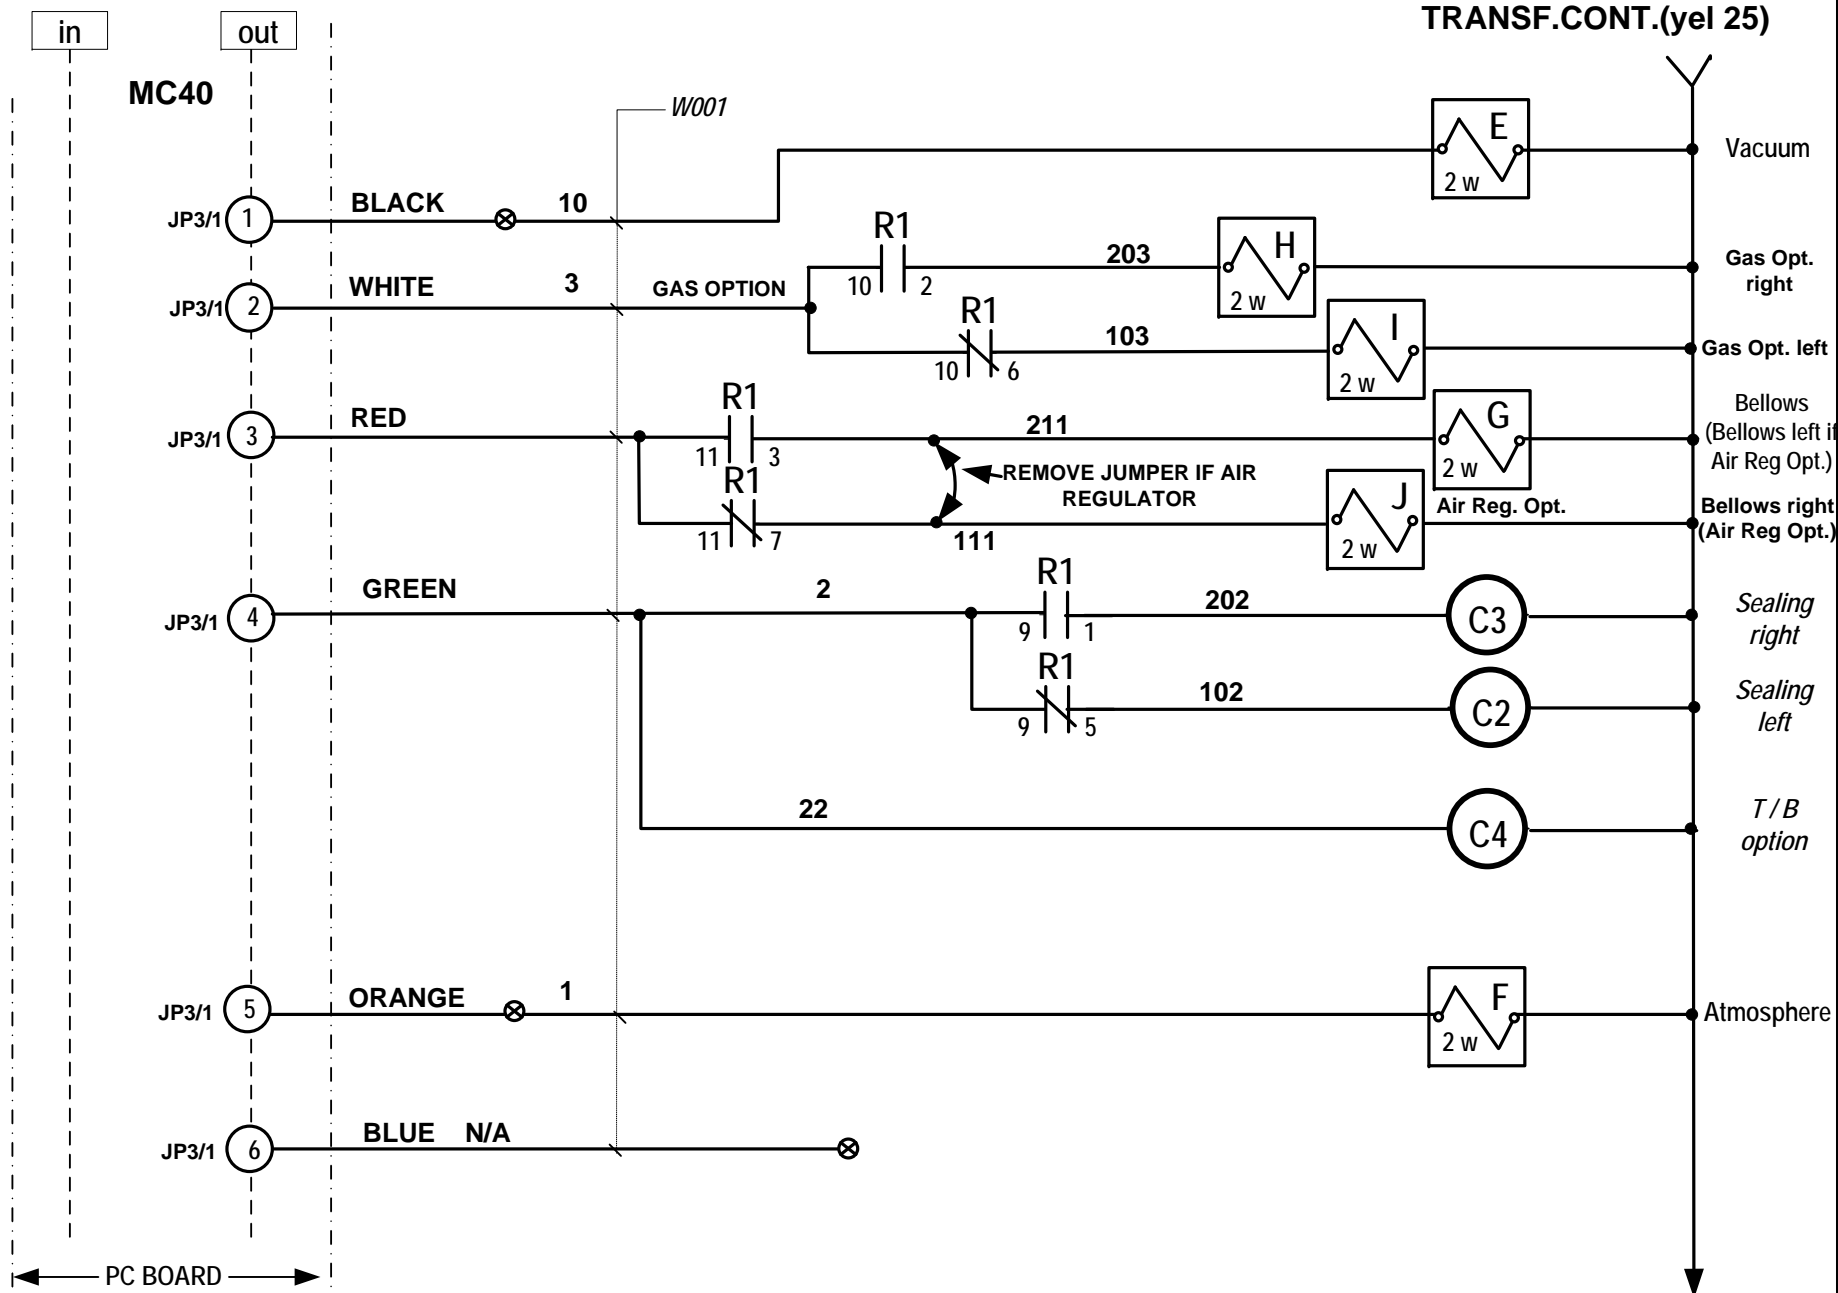 TRANSF.CONT.(yel 25)
in
out
MC40
W001
E
2 w
Vacuum
JP3/1
1
BLACK
10
R1
10
2
203
H
2 w
Gas Opt.
right
JP3/1
2
WHITE
3
GAS OPTION
R1
10
6
103
I
2 w
Gas Opt. left
JP3/1
3
RED
R1
11
3
211
G
2 w
Bellows
(Bellows left if
Air Reg Opt.)
REMOVE JUMPER IF AIR
REGULATOR
R1
11
7
111
J
2 w
Air Reg. Opt.
Bellows right
(Air Reg Opt.)
JP3/1
4
GREEN
2
R1
9
1
202
C3
Sealing
right
R1
9
5
102
C2
Sealing
left
22
C4
T / B
option
JP3/1
5
ORANGE
1
F
2 w
Atmosphere
JP3/1
6
BLUE N/A
PC BOARD